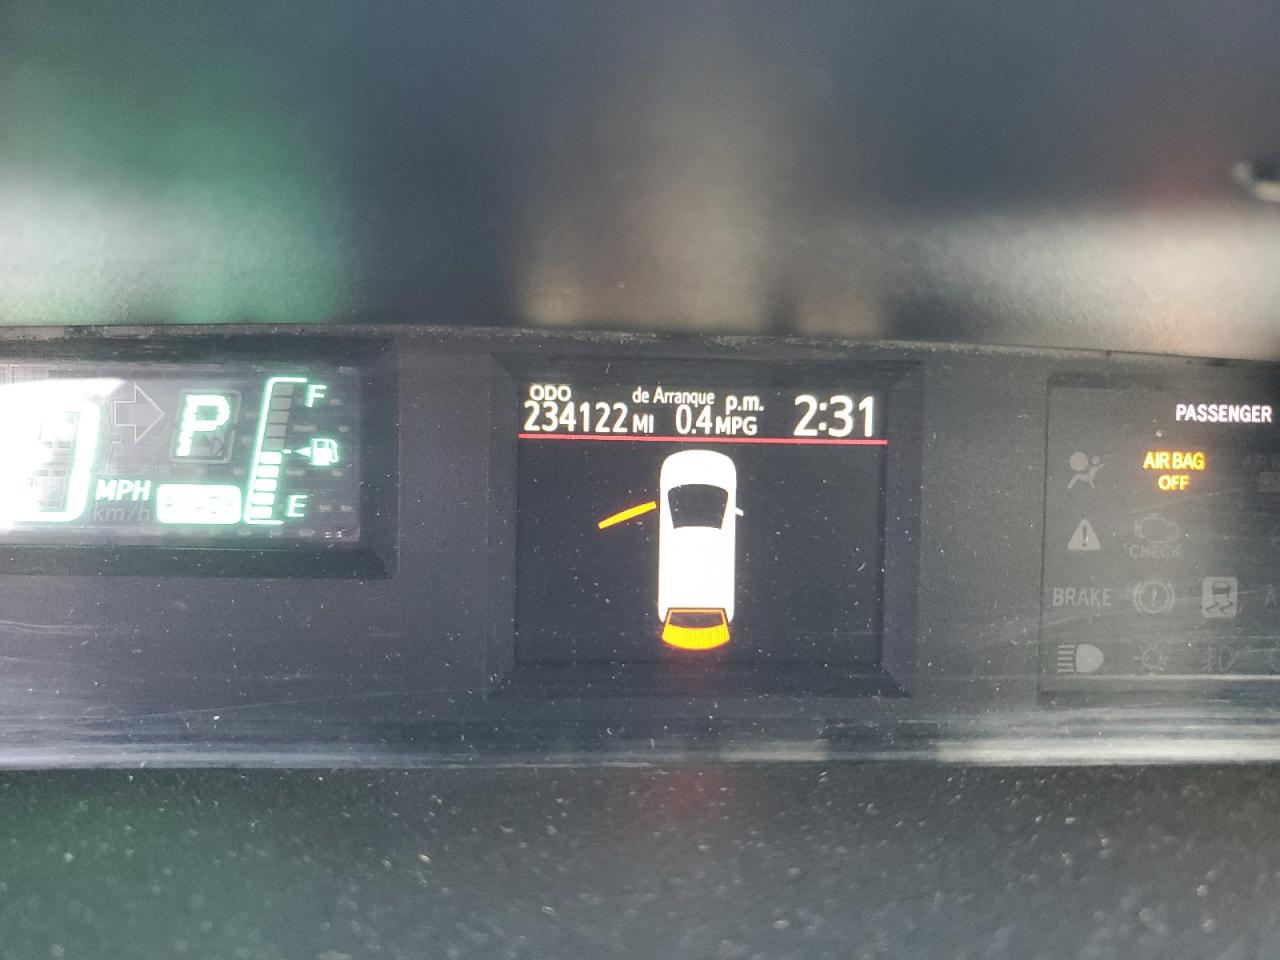 P
F
E
MPH
km/h
ODO
234122 MI
de Arranque
0.4 MPG
p.m.
2:31
PASSENGER
AIR BAG
OFF
CHECK
BRAKE